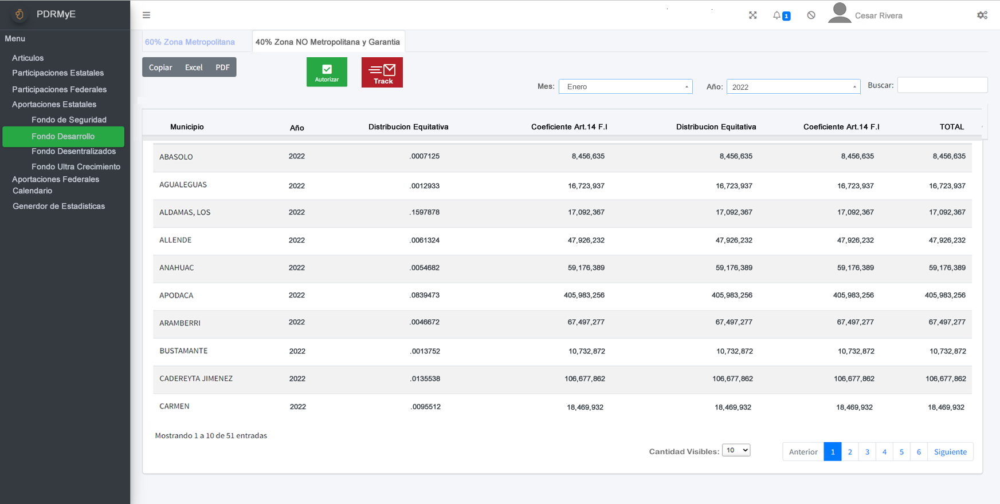 PDRMyE
1
Cesar Rivera
Menu
Articulos
Participaciones Estatales
Participaciones Federales
Aportaciones Estatales
Fondo de Seguridad
Fondo Desarrollo
Fondo Desentralizados
Fondo Ultra Crecimiento
Aportaciones Federales
Calendario
Generdor de Estadisticas
60% Zona Metropolitana 40% Zona NO Metropolitana y Garantia
Copiar Excel PDF Autorizar Track
Mes: Enero Año: 2022 Buscar:
Municipio Año Distribucion Equitativa Coeficiente Art.14 F.I Distribucion Equitativa Coeficiente Art.14 F.I TOTAL
ABASOLO 2022 .0007125 8,456,635 8,456,635 8,456,635 8,456,635
AGUALEGUAS 2022 .0012933 16,723,937 16,723,937 16,723,937 16,723,937
ALDAMAS, LOS 2022 .1597878 17,092,367 17,092,367 17,092,367 17,092,367
ALLENDE 2022 .0061324 47,926,232 47,926,232 47,926,232 47,926,232
ANAHUAC 2022 .0054682 59,176,389 59,176,389 59,176,389 59,176,389
APODACA 2022 .0839473 405,983,256 405,983,256 405,983,256 405,983,256
ARAMBERRI 2022 .0046672 67,497,277 67,497,277 67,497,277 67,497,277
BUSTAMANTE 2022 .0013752 10,732,872 10,732,872 10,732,872 10,732,872
CADEREYTA JIMENEZ 2022 .0135538 106,677,862 106,677,862 106,677,862 106,677,862
CARMEN 2022 .0095512 18,469,932 18,469,932 18,469,932 18,469,932
Mostrando 1 a 10 de 51 entradas
Cantidad Visibles: 10 Anterior 1 2 3 4 5 6 Siguiente